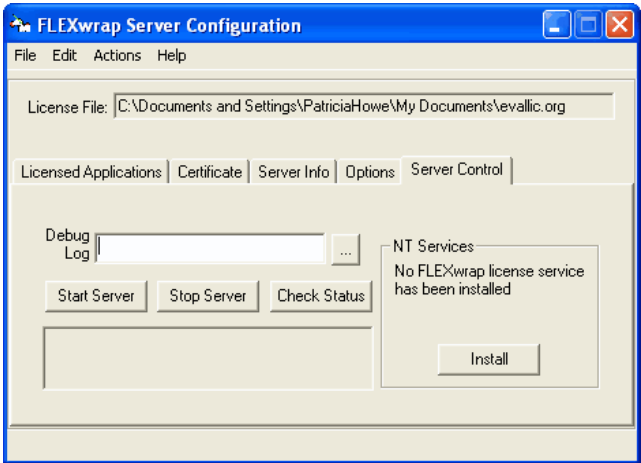 FLEXwrap Server Configuration
File Edit Actions Help
License File: C:\Documents and Settings\PatriciaHowe\My Documents\evallic.org
Licensed Applications Certificate Server Info Options Server Control
Debug
Log
...
Start Server Stop Server Check Status
NT Services
No FLEXwrap license service
has been installed
Install